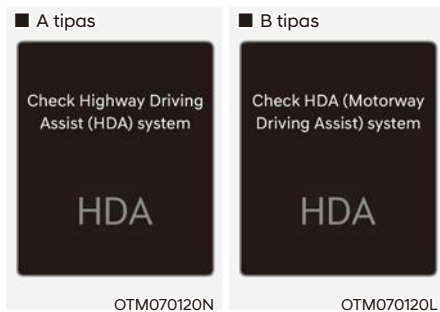 ■ A tipas
Check Highway Driving
Assist (HDA) system
HDA
OTM070120N
■ B tipas
Check HDA (Motorway
Driving Assist) system
HDA
OTM070120L